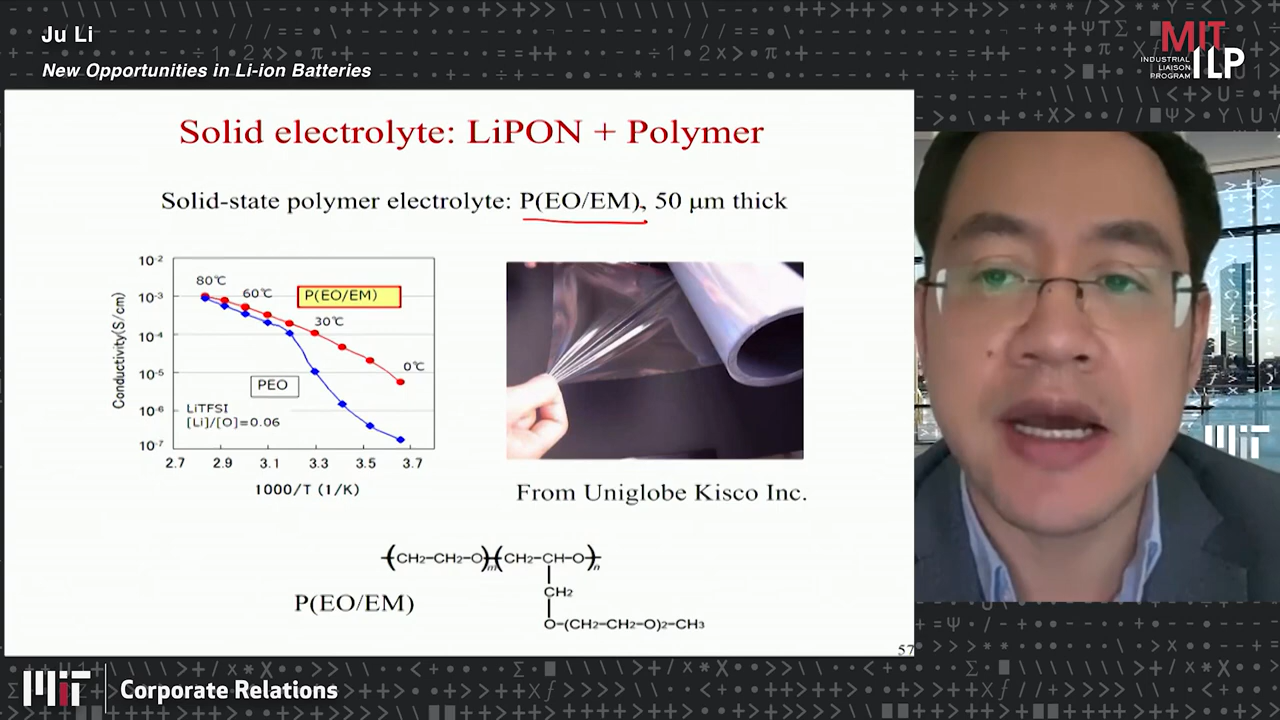 Ju Li
New Opportunities in Li-ion Batteries
MIT
INDUSTRIAL
LIAISON
PROGRAM
ILP
Solid electrolyte: LiPON + Polymer
Solid-state polymer electrolyte: P(EO/EM), 50 μm thick
10-2
10-3
10-4
10-5
10-6
10-7
Conductivity(S/cm)
80℃
60℃
P(EO/EM)
30℃
0℃
PEO
LiTFSI
[Li]/[O]=0.06
2.7 2.9 3.1 3.3 3.5 3.7
1000/T (1/K)
From Uniglobe Kisco Inc.
(CH2-CH2-O)m(CH2-CH-O)n
CH2
O-(CH2-CH2-O)2-CH3
P(EO/EM)
57
MIT
MIT
Corporate Relations